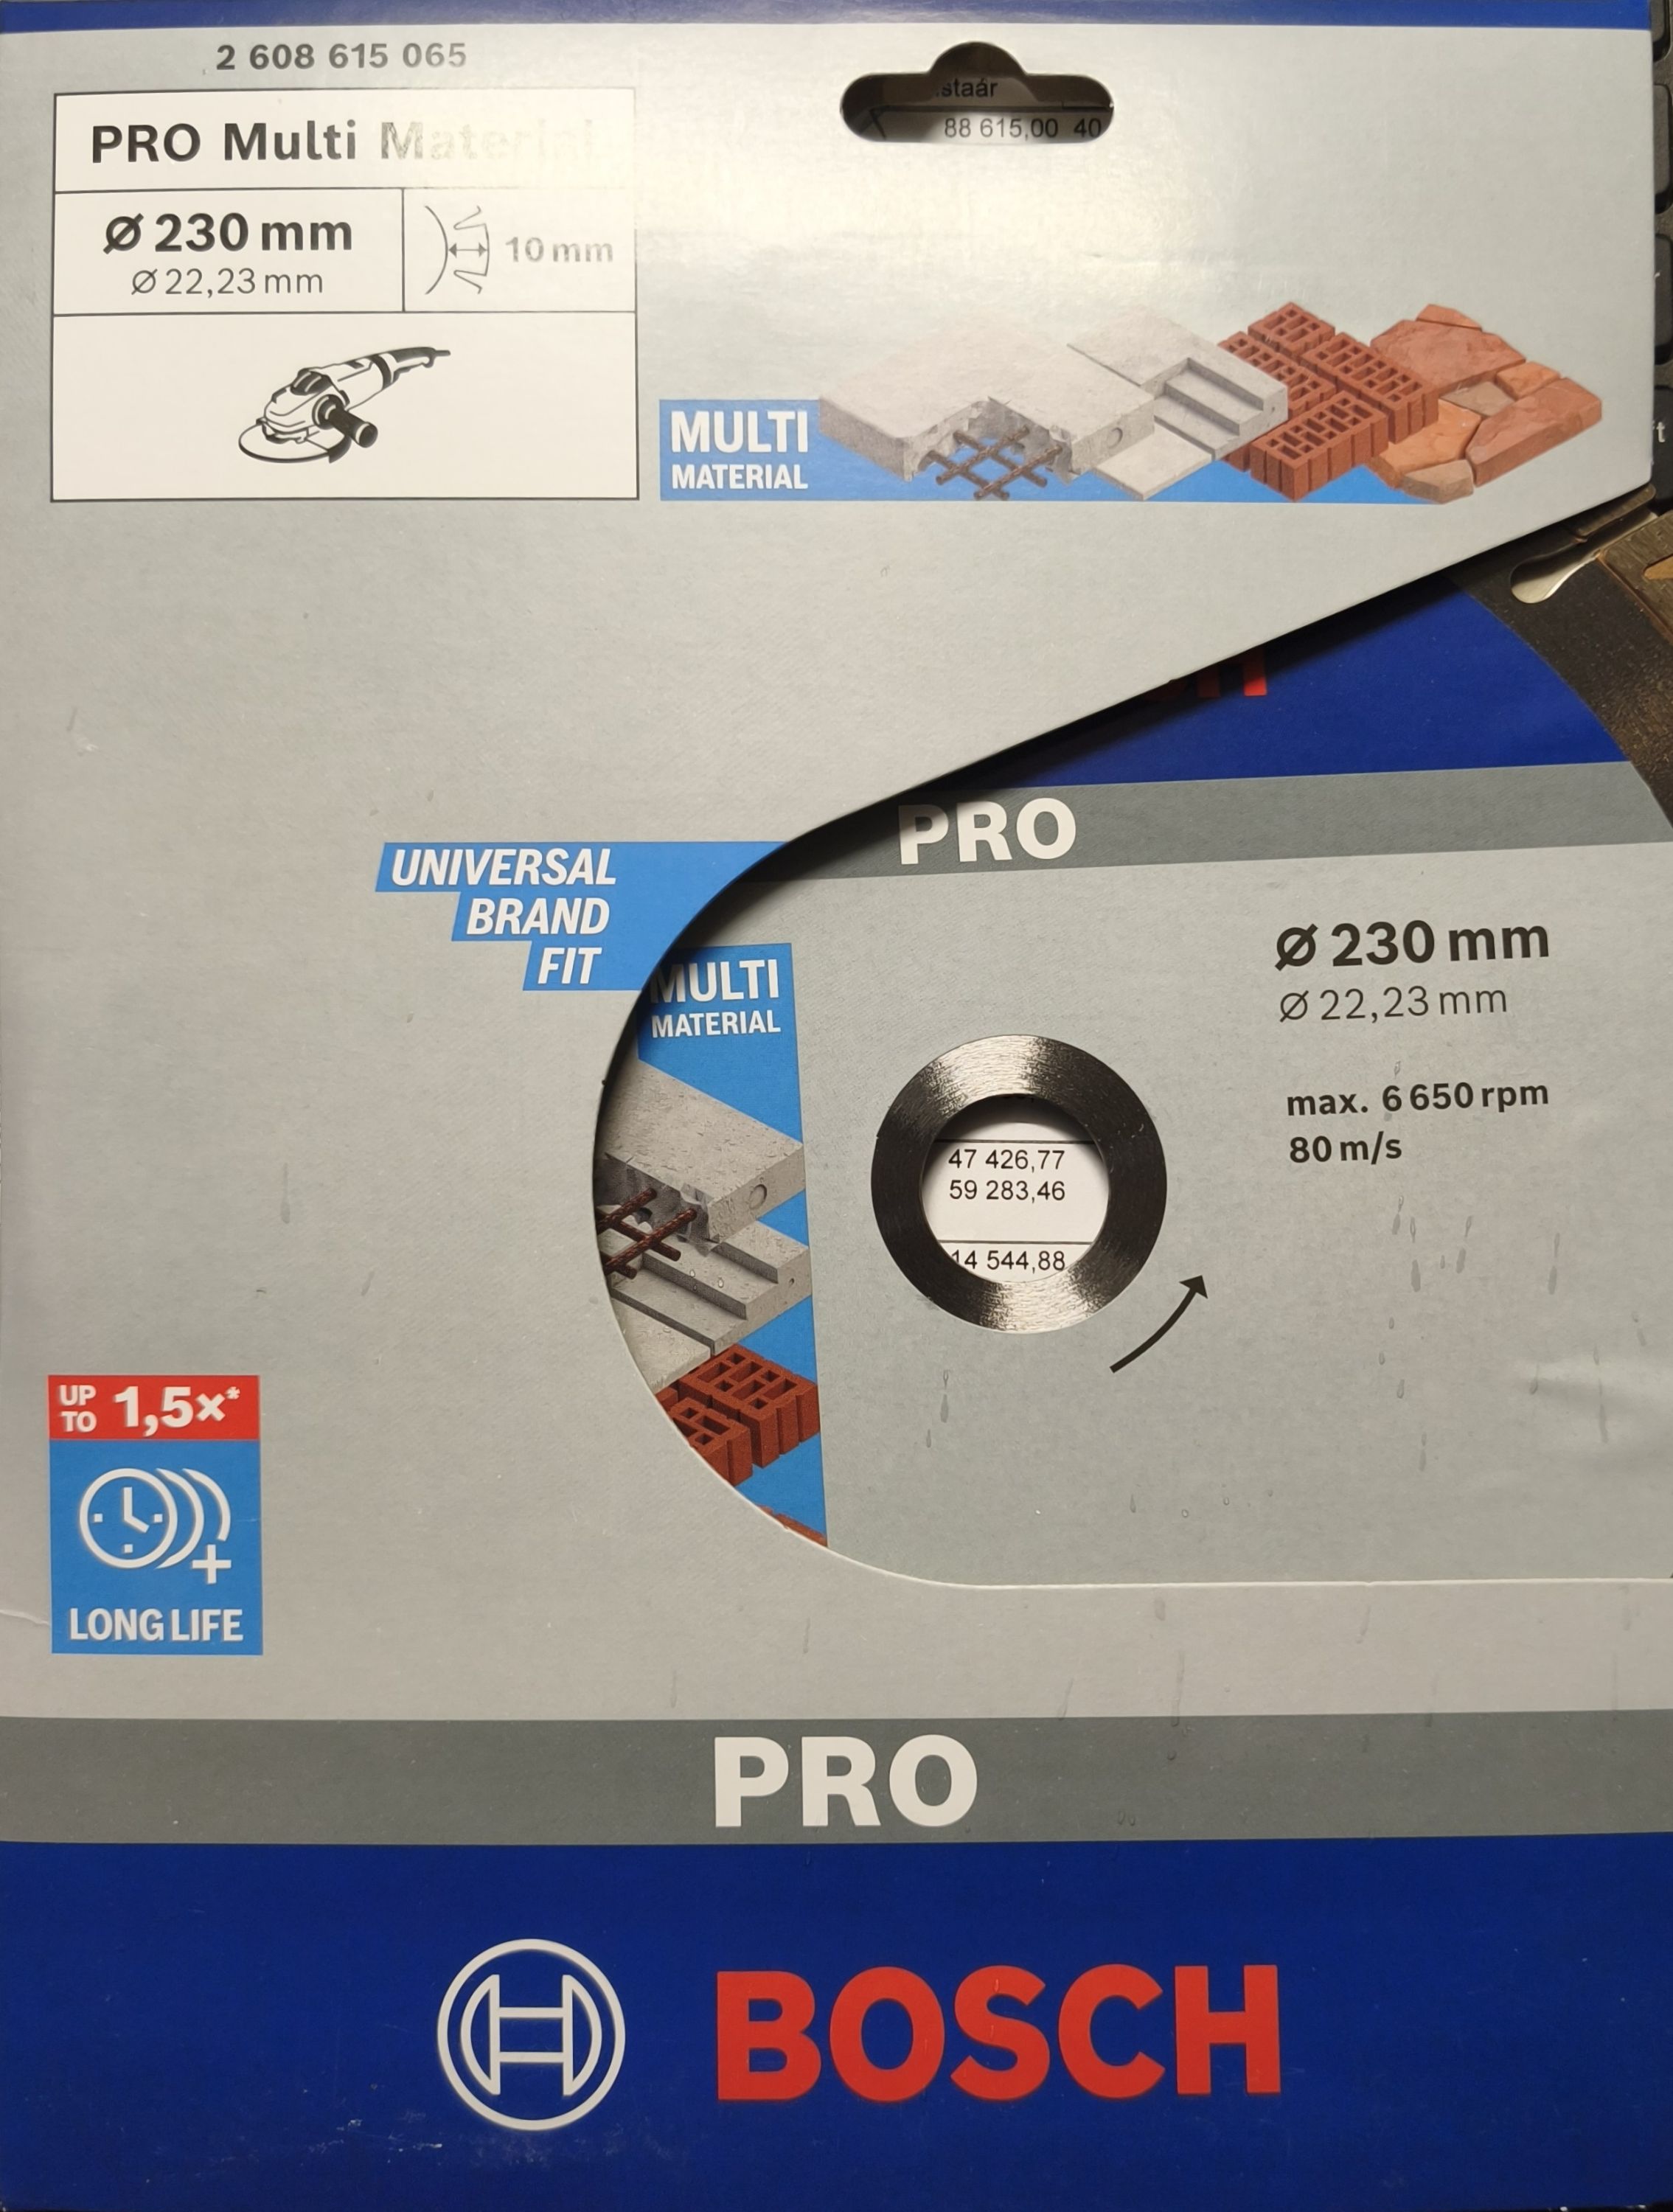 2 608 615 065
PRO Multi Material
Ø 230 mm
Ø 22,23 mm
10 mm
staár
88 615,00 40
MULTI
MATERIAL
PRO
UNIVERSAL
BRAND
FIT
MULTI
MATERIAL
Ø 230 mm
Ø 22,23 mm
max. 6 650 rpm
80 m/s
47 426,77
59 283,46
14 544,88
UP TO 1,5×*
LONG LIFE
PRO
BOSCH